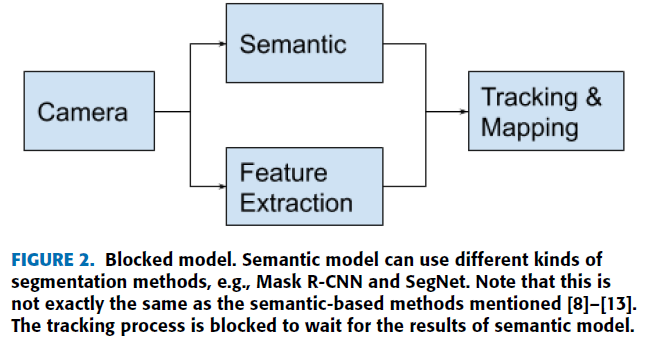 Semantic
Camera
Tracking &
Mapping
Feature
Extraction
FIGURE 2. Blocked model. Semantic model can use different kinds of
segmentation methods, e.g., Mask R-CNN and SegNet. Note that this is
not exactly the same as the semantic-based methods mentioned [8]–[13].
The tracking process is blocked to wait for the results of semantic model.